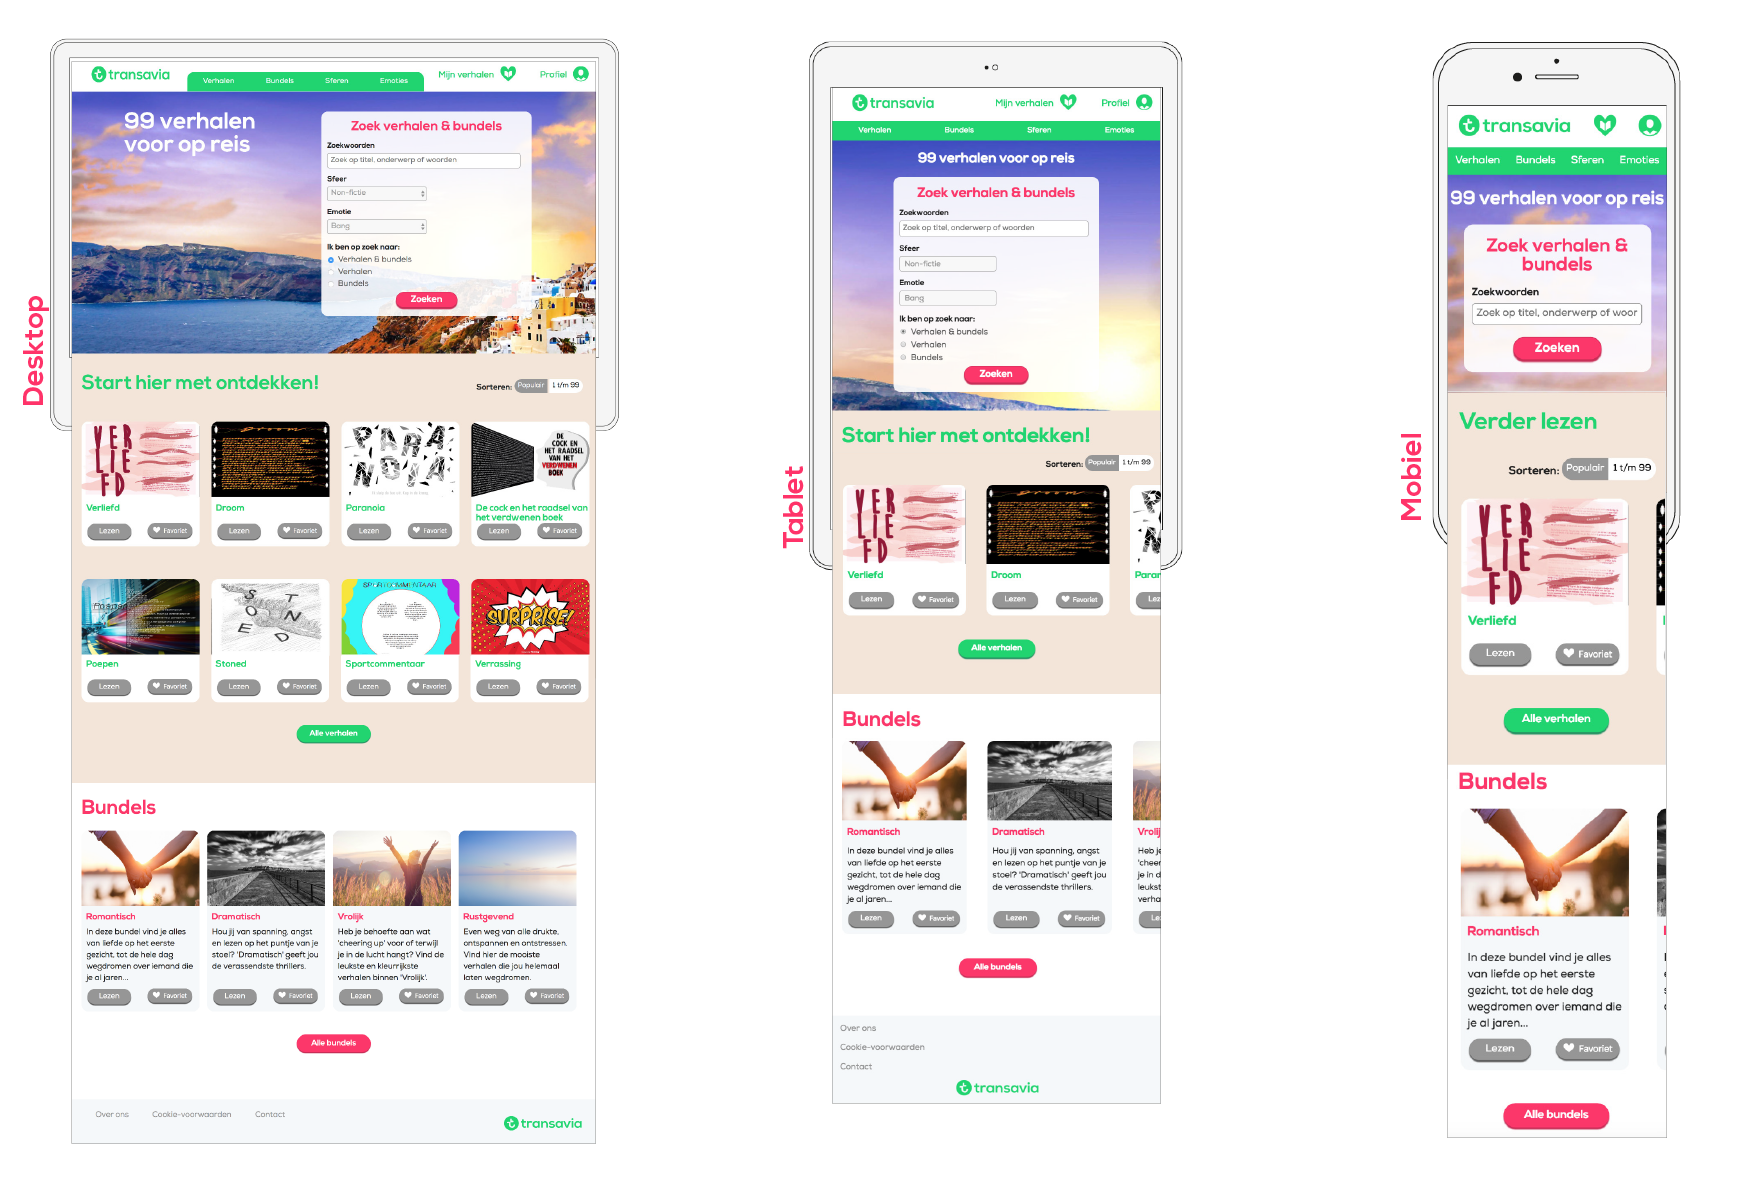 Desktop
transavia
Verhalen Bundels Sferen Emoties
Mijn verhalen
Profiel
99 verhalen
voor op reis
Zoek verhalen & bundels
Zoekwoorden
Zoek op titel, onderwerp of woorden
Sfeer
Non-fictie
Emotie
Bang
Ik ben op zoek naar:
Verhalen & bundels
Verhalen
Bundels
Zoeken
Start hier met ontdekken!
Sorteren: Populair 1 t/m 99
VER
LIE
FD
Droom
PARA
NOIA
DE
COCK EN
HET RAADSEL
VAN HET
VERDWENEN
BOEK
Verliefd
Droom
Paranoia
De cock en het raadsel van
het verdwenen boek
Lezen Favoriet
Lezen Favoriet
Lezen Favoriet
Lezen Favoriet
STONED
SPORTCOMMENTAAR
SURPRISE!
Poepen
Stoned
Sportcommentaar
Verrassing
Lezen Favoriet
Lezen Favoriet
Lezen Favoriet
Lezen Favoriet
Alle verhalen
Bundels
Romantisch
In deze bundel vind je alles
van liefde op het eerste
gezicht, tot de hele dag
wegdromen over iemand die
je al jaren...
Lezen Favoriet
Dramatisch
Hou jij van spanning, angst
en lezen op het puntje van je
stoel? 'Dramatisch' geeft jou
de verassendste thrillers.
Lezen Favoriet
Vrolijk
Heb je behoefte aan wat
'cheering up' voor of terwijl
je in de lucht hangt? Vind de
leukste en kleurrijkste
verhalen binnen 'Vrolijk'.
Lezen Favoriet
Rustgevend
Even weg van alle drukte,
ontspannen en ontstressen.
Vind hier de mooiste
verhalen die jou helemaal
laten wegdromen.
Lezen Favoriet
Alle bundels
Over ons Cookie-voorwaarden Contact
transavia
Tablet
transavia
Mijn verhalen
Profiel
Verhalen Bundels Sferen Emoties
99 verhalen voor op reis
Zoek verhalen & bundels
Zoekwoorden
Zoek op titel, onderwerp of woorden
Sfeer
Non-fictie
Emotie
Bang
Ik ben op zoek naar:
Verhalen & bundels
Verhalen
Bundels
Zoeken
Start hier met ontdekken!
Sorteren: Populair 1 t/m 99
VER
LIE
FD
Droom
Verliefd
Droom
Parar
Lezen Favoriet
Lezen Favoriet
Lez
Alle verhalen
Bundels
Romantisch
In deze bundel vind je alles
van liefde op het eerste
gezicht, tot de hele dag
wegdromen over iemand die
je al jaren...
Lezen Favoriet
Dramatisch
Hou jij van spanning, angst
en lezen op het puntje van je
stoel? 'Dramatisch' geeft jou
de verassendste thrillers.
Lezen Favoriet
Vrolij
Heb je
'cheer
je in d
leukst
verha
Le
Alle bundels
Over ons
Cookie-voorwaarden
Contact
transavia
Mobiel
transavia
Verhalen Bundels Sferen Emoties
99 verhalen voor op reis
Zoek verhalen &
bundels
Zoekwoorden
Zoek op titel, onderwerp of woor
Zoeken
Verder lezen
Sorteren: Populair 1 t/m 99
VER
LIE
FD
Verliefd
Lezen Favoriet
Alle verhalen
Bundels
Romantisch
In deze bundel vind je alles
van liefde op het eerste
gezicht, tot de hele dag
wegdromen over iemand die
je al jaren...
Lezen Favoriet
Alle bundels